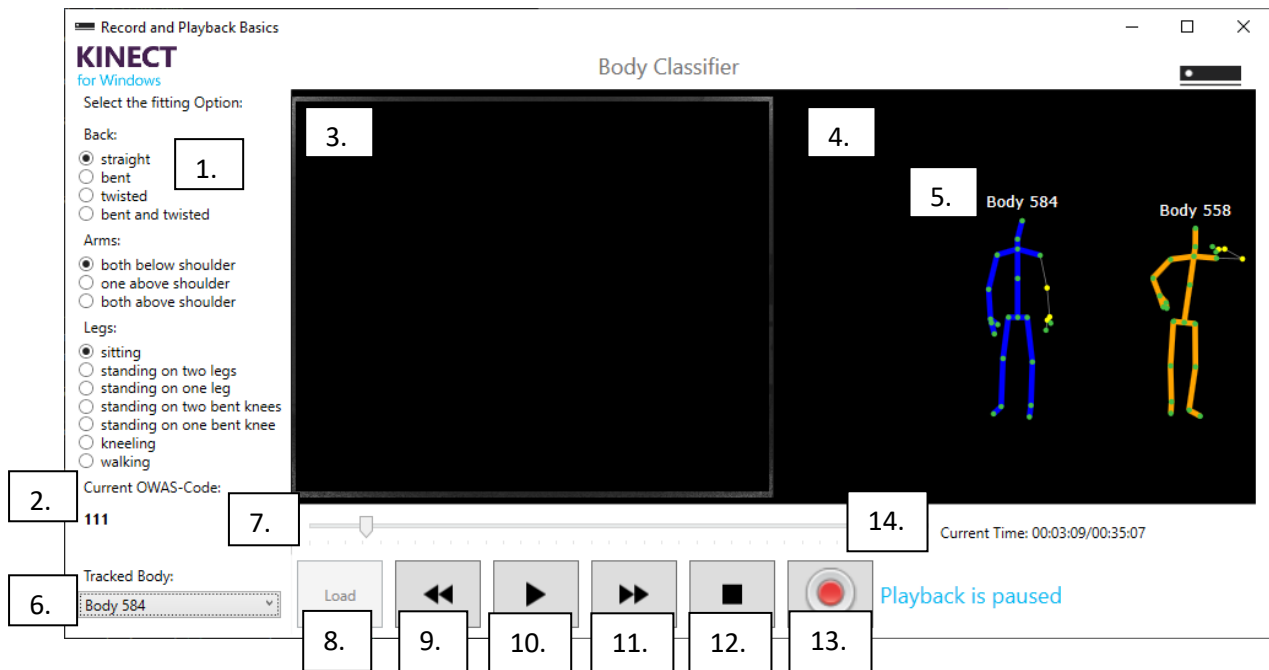 Record and Playback Basics
KINECT
for Windows
Body Classifier
Select the fitting Option:
Back:
straight
bent
twisted
bent and twisted
1.
Arms:
both below shoulder
one above shoulder
both above shoulder
Legs:
sitting
standing on two legs
standing on one leg
standing on two bent knees
standing on one bent knee
kneeling
walking
2.
Current OWAS-Code:
111
3.
4.
5.
Body 584
Body 558
7.
14.
Current Time: 00:03:09/00:35:07
6.
Tracked Body:
Body 584
Load
Playback is paused
8.
9.
10.
11.
12.
13.